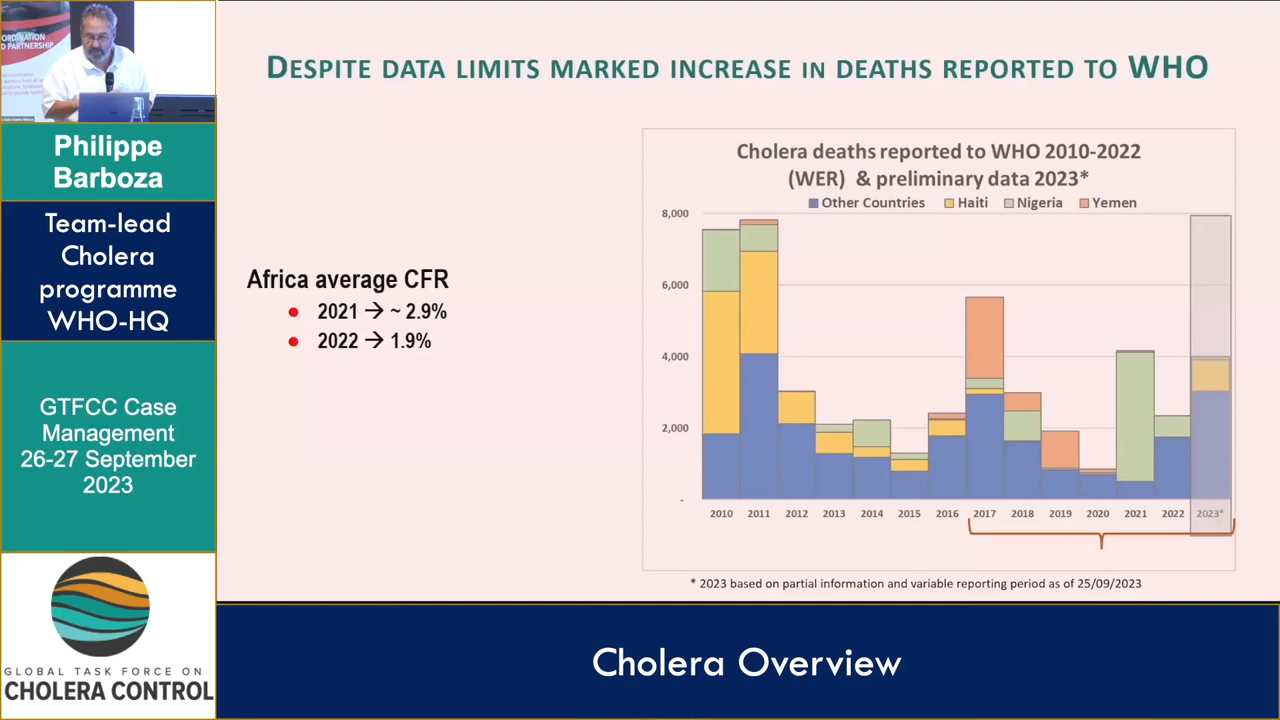 ORDINATION
D PARTNERSHIP
Philippe
Barboza
Team-lead
Cholera
programme
WHO-HQ
GTFCC Case
Management
26-27 September
2023
GLOBAL TASK FORCE ON
CHOLERA CONTROL
DESPITE DATA LIMITS MARKED INCREASE IN DEATHS REPORTED TO WHO
Africa average CFR
● 2021 → ~ 2.9%
● 2022 → 1.9%
Cholera deaths reported to WHO 2010-2022
(WER) & preliminary data 2023*
Other Countries Haiti Nigeria Yemen
8,000
6,000
4,000
2,000
-
2010 2011 2012 2013 2014 2015 2016 2017 2018 2019 2020 2021 2022 2023*
* 2023 based on partial information and variable reporting period as of 25/09/2023
Cholera Overview